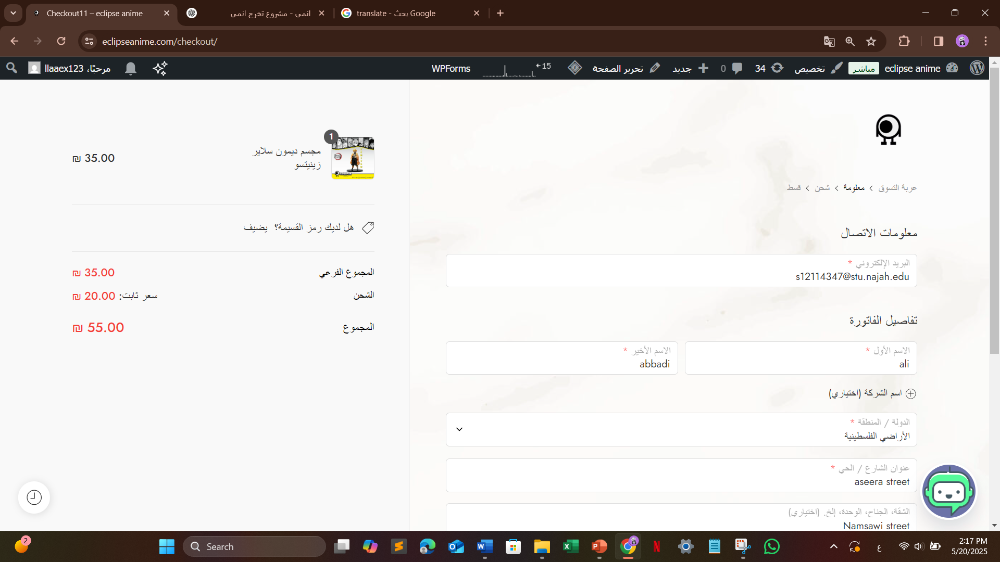 Checkout11 – eclipse anime
انمي - مشروع تخرج انمي
translate - بحث Google
eclipseanime.com/checkout/
مرحبًا، llaaex123
WPForms
15
تحرير الصفحة
جديد
0
34
تخصيص
مباشر
eclipse anime
عربة التسوق > معلومة > شحن > قسط
معلومات الاتصال
البريد الإلكتروني *
s12114347@stu.najah.edu
تفاصيل الفاتورة
الاسم الأول *
ali
الاسم الأخير *
abbadi
اسم الشركة (اختياري)
الدولة / المنطقة *
الأراضي الفلسطينية
عنوان الشارع / الحي *
aseera street
الشقة، الجناح، الوحدة، إلخ. (اختياري)
Namsawi street
1
مجسم ديمون سلاير
زينيتسو
35.00 ₪
هل لديك رمز القسيمة؟ يضيف
المجموع الفرعي
35.00 ₪
الشحن
سعر ثابت: 20.00 ₪
المجموع
55.00 ₪
2
Search
ع
2:17 PM
5/20/2025